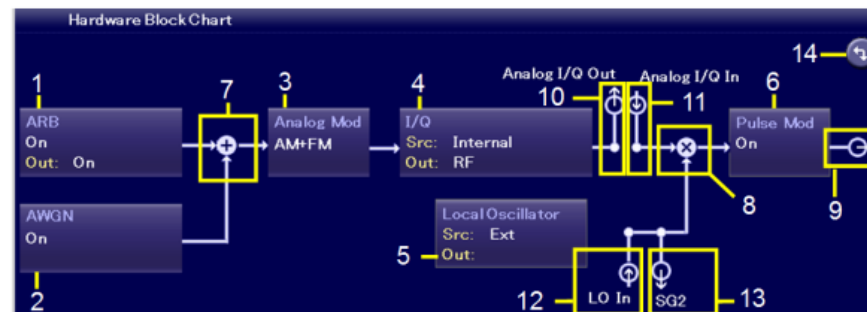 Hardware Block Chart
14
1
7
3
4
Analog I/Q Out
Analog I/Q In
10
11
6
ARB
On
Out: On
Analog Mod
AM+FM
I/Q
Src: Internal
Out: RF
Pulse Mod
On
8
9
AWGN
On
2
Local Oscillator
Src: Ext
Out:
5
12
LO In
SG2
13